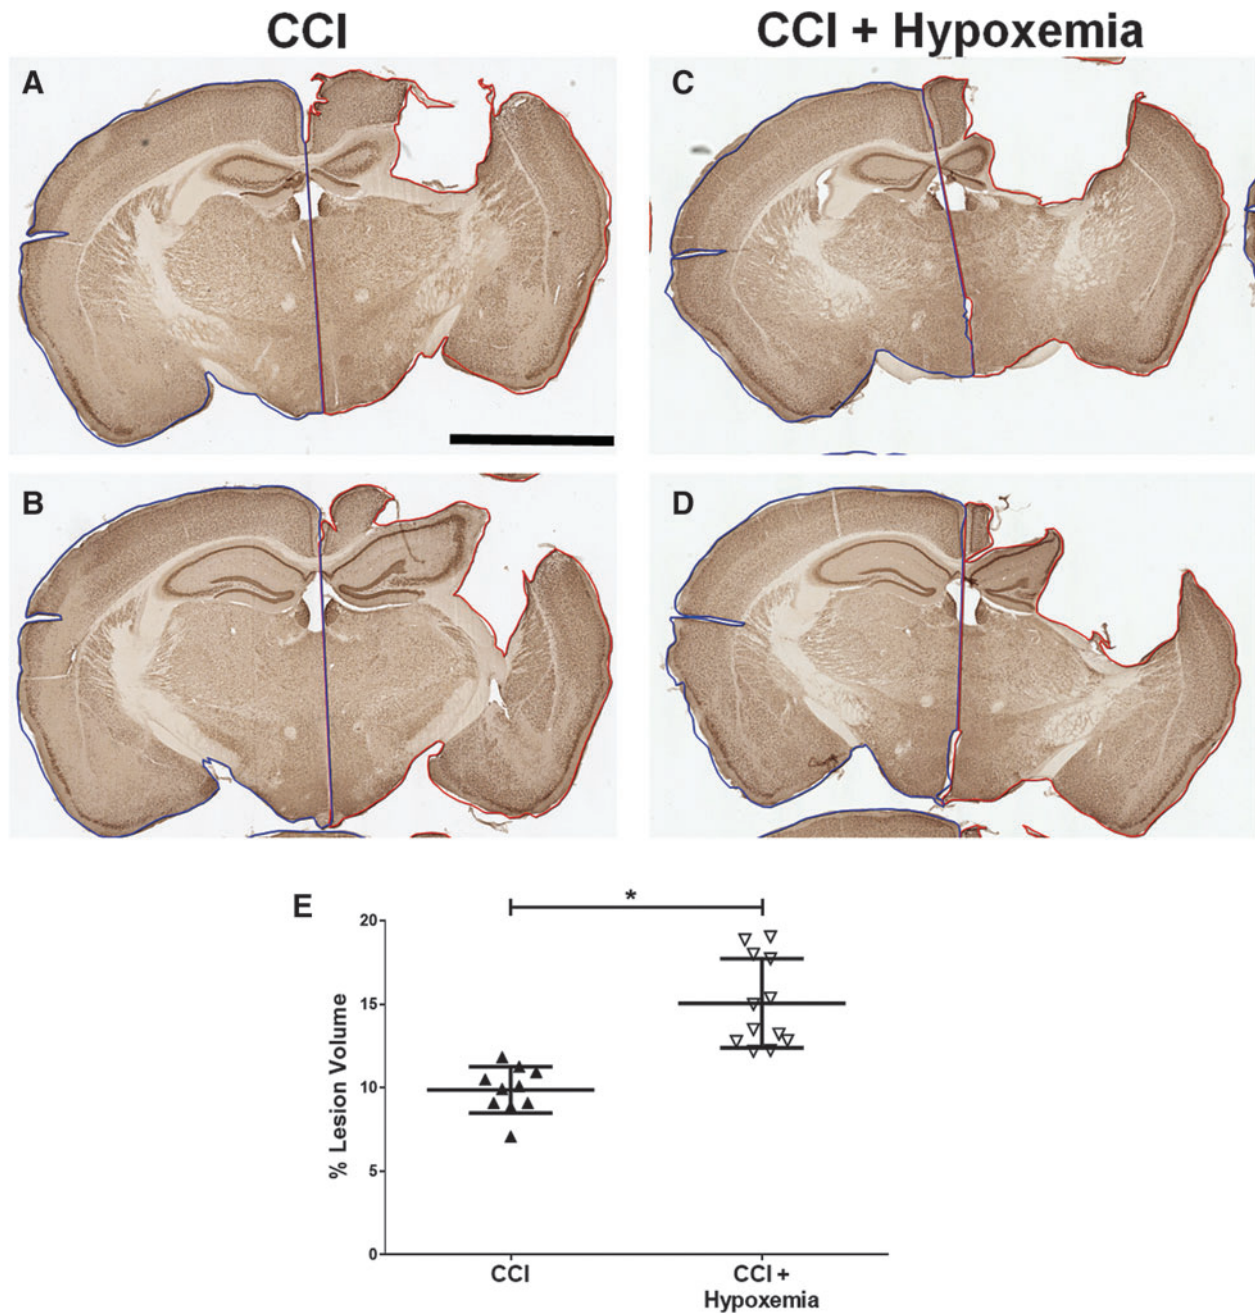 CCI
CCI + Hypoxemia
A
C
B
D
E
*
20
15
10
5
0
% Lesion Volume
CCI
CCI +
Hypoxemia